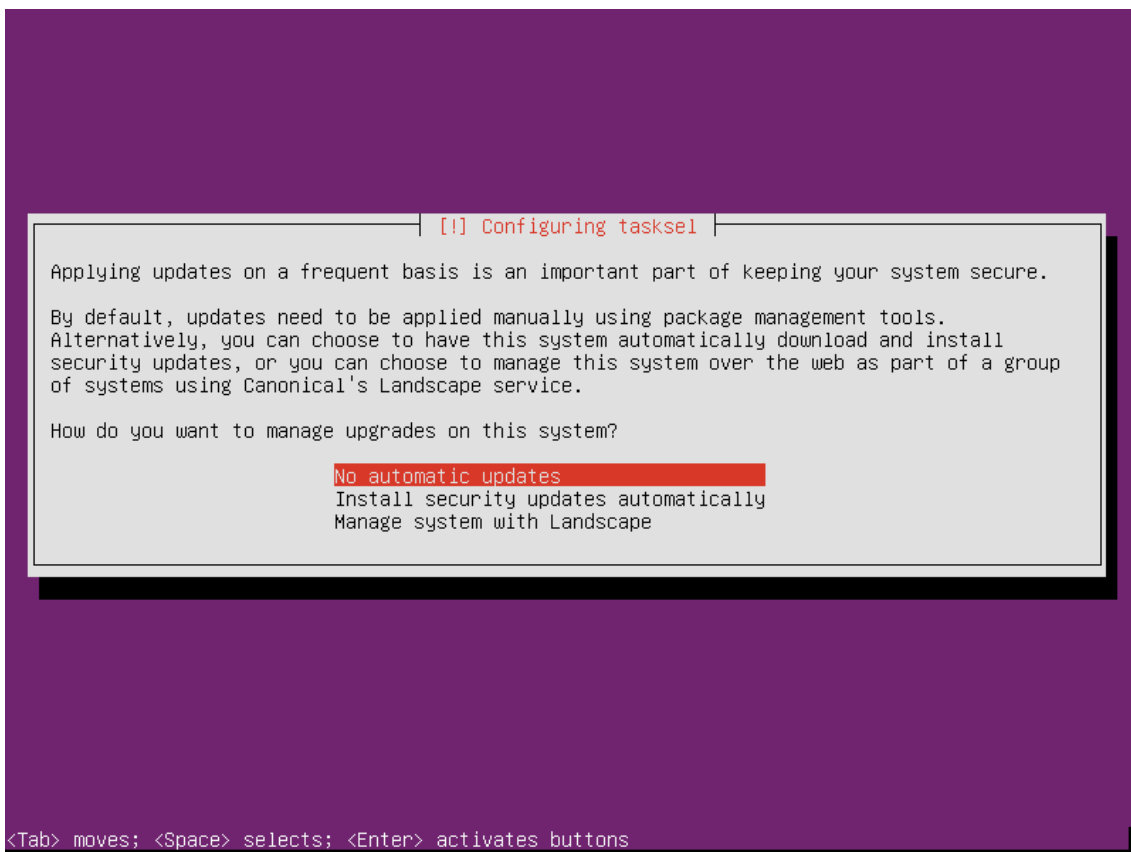 [!] Configuring tasksel
Applying updates on a frequent basis is an important part of keeping your system secure.
By default, updates need to be applied manually using package management tools.
Alternatively, you can choose to have this system automatically download and install
security updates, or you can choose to manage this system over the web as part of a group
of systems using Canonical's Landscape service.
How do you want to manage upgrades on this system?
No automatic updates
Install security updates automatically
Manage system with Landscape
<Tab> moves; <Space> selects; <Enter> activates buttons